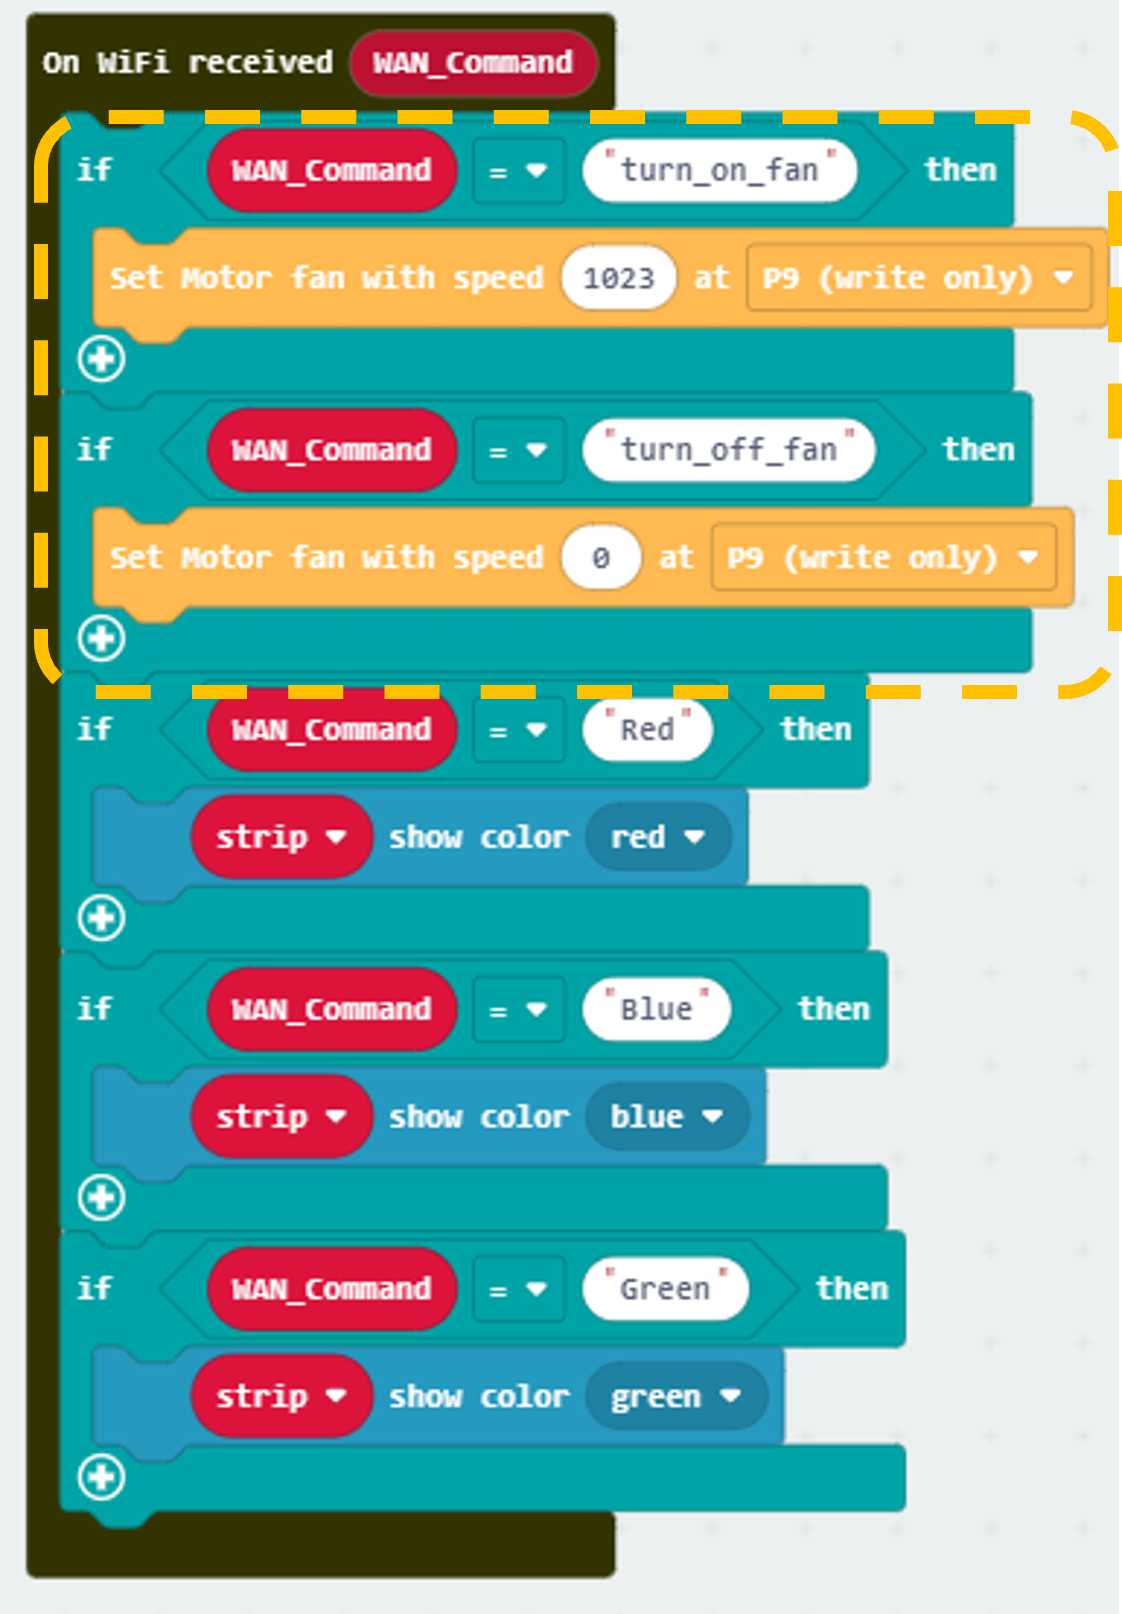 On WiFi received WAN_Command
if WAN_Command = "turn_on_fan" then
Set Motor fan with speed 1023 at P9 (write only)
if WAN_Command = "turn_off_fan" then
Set Motor fan with speed 0 at P9 (write only)
if WAN_Command = "Red" then
strip show color red
if WAN_Command = "Blue" then
strip show color blue
if WAN_Command = "Green" then
strip show color green